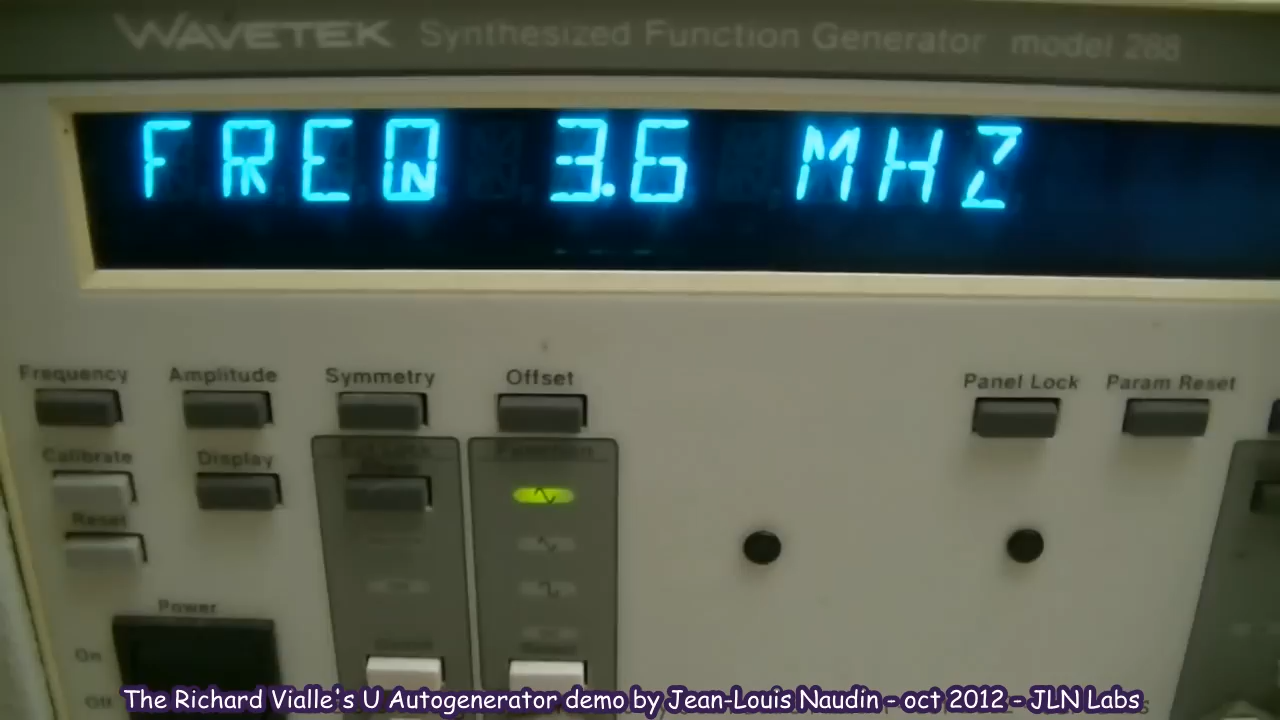 WAVETEK Synthesized Function Generator model 288
FREQ 3.6 MHZ
Frequency Amplitude Symmetry Offset Panel Lock Param Reset
Calibrate Display Function
Reset
Power
On
Off
The Richard Vialle's U Autogenerator demo by Jean-Louis Naudin - oct 2012 - JLN Labs